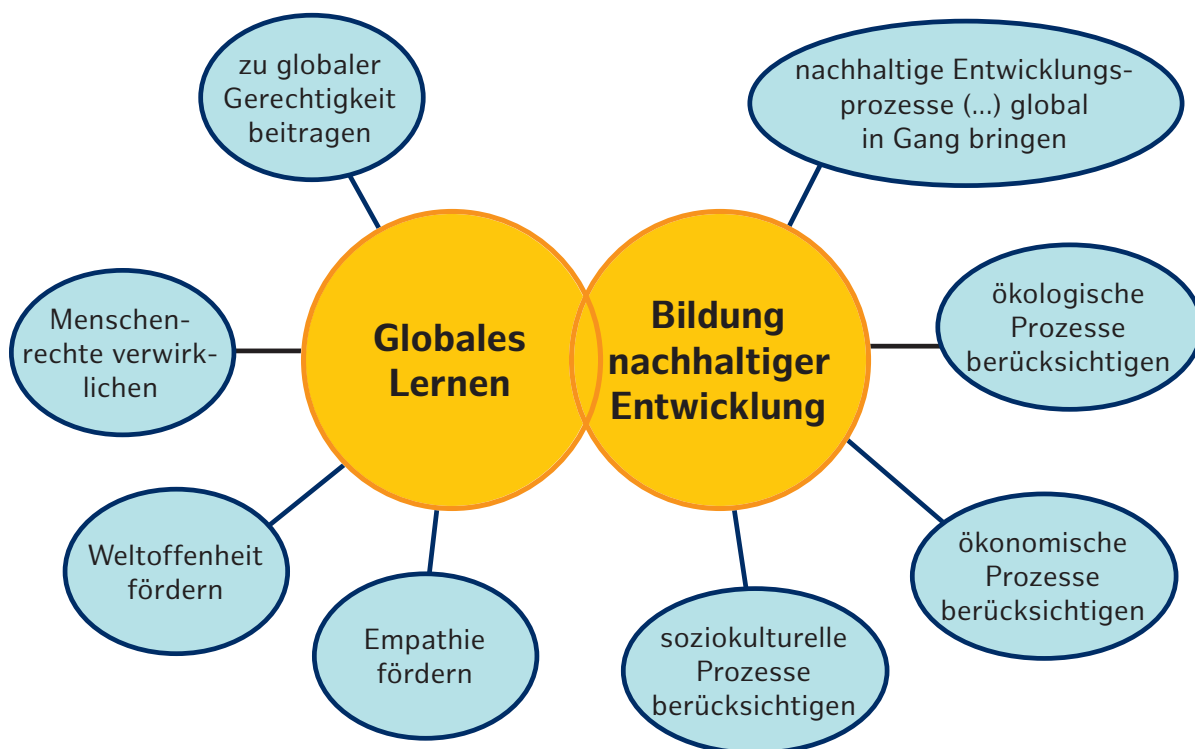 zu globaler
Gerechtigkeit
beitragen
nachhaltige Entwicklungs-
prozesse (...) global
in Gang bringen
Menschen-
rechte verwirk-
lichen
Globales
Lernen
Bildung
nachhaltiger
Entwicklung
ökologische
Prozesse
berücksichtigen
Weltoffenheit
fördern
Empathie
fördern
soziokulturelle
Prozesse
berücksichtigen
ökonomische
Prozesse
berücksichtigen